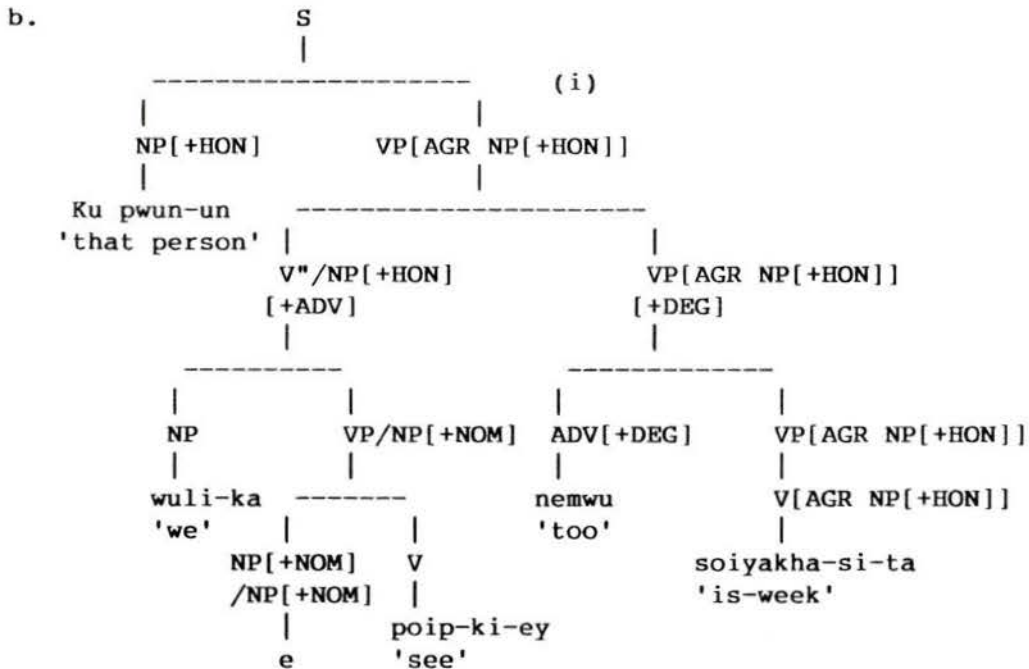 b. S
(i)
NP[+HON] VP[AGR NP[+HON]]
Ku pwun-un
'that person'
V"/NP[+HON] VP[AGR NP[+HON]]
[+ADV] [+DEG]
NP VP/NP[+NOM] ADV[+DEG] VP[AGR NP[+HON]]
wuli-ka nemwu V[AGR NP[+HON]]
'we' 'too'
NP[+NOM] V soiyakha-si-ta
/NP[+NOM] 'is-week'
e poip-ki-ey
'see'